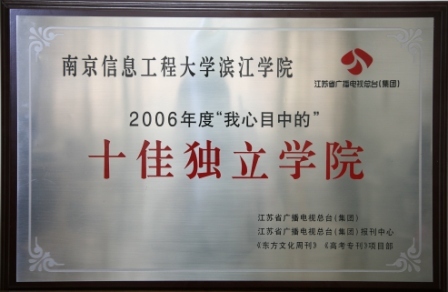 南京信息工程大学滨江学院
江苏省广播电视总台(集团)
2006年度“我心目中的”
十佳独立学院
江苏省广播电视总台(集团)
江苏省广播电视总台(集团)报刊中心
《东方文化周刊》《高考专刊》项目部